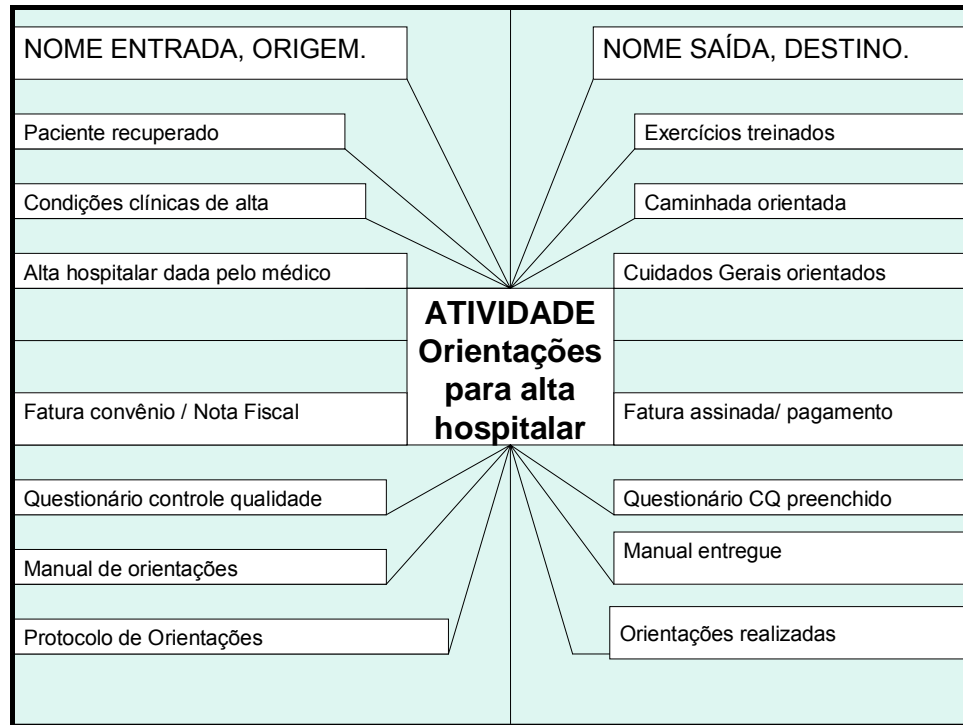 NOME ENTRADA, ORIGEM.
NOME SAÍDA, DESTINO.
Paciente recuperado
Exercícios treinados
Condições clínicas de alta
Caminhada orientada
Alta hospitalar dada pelo médico
Cuidados Gerais orientados
ATIVIDADE
Orientações
para alta
hospitalar
Fatura convênio / Nota Fiscal
Fatura assinada/ pagamento
Questionário controle qualidade
Questionário CQ preenchido
Manual de orientações
Manual entregue
Protocolo de Orientações
Orientações realizadas